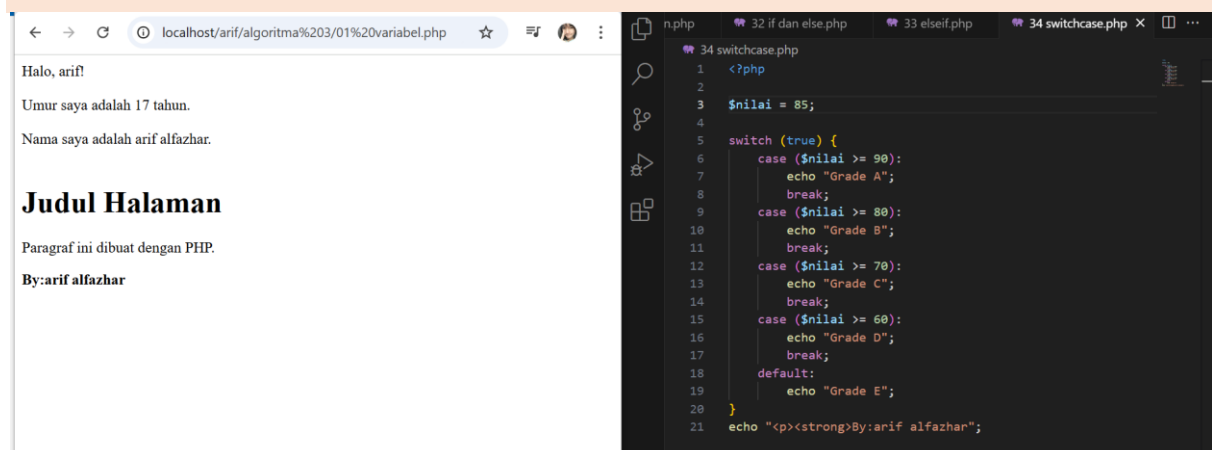 localhost/arif/algoritma%203/01%20variabel.php
Halo, arif!
Umur saya adalah 17 tahun.
Nama saya adalah arif alfazhar.
Judul Halaman
Paragraf ini dibuat dengan PHP.
By:arif alfazhar
n.php 32 if dan else.php 33 elseif.php 34 switchcase.php
34 switchcase.php
1 <?php
2
3 $nilai = 85;
4
5 switch (true) {
6 case ($nilai >= 90):
7 echo "Grade A";
8 break;
9 case ($nilai >= 80):
10 echo "Grade B";
11 break;
12 case ($nilai >= 70):
13 echo "Grade C";
14 break;
15 case ($nilai >= 60):
16 echo "Grade D";
17 break;
18 default:
19 echo "Grade E";
20 }
21 echo "<p><strong>By:arif alfazhar";